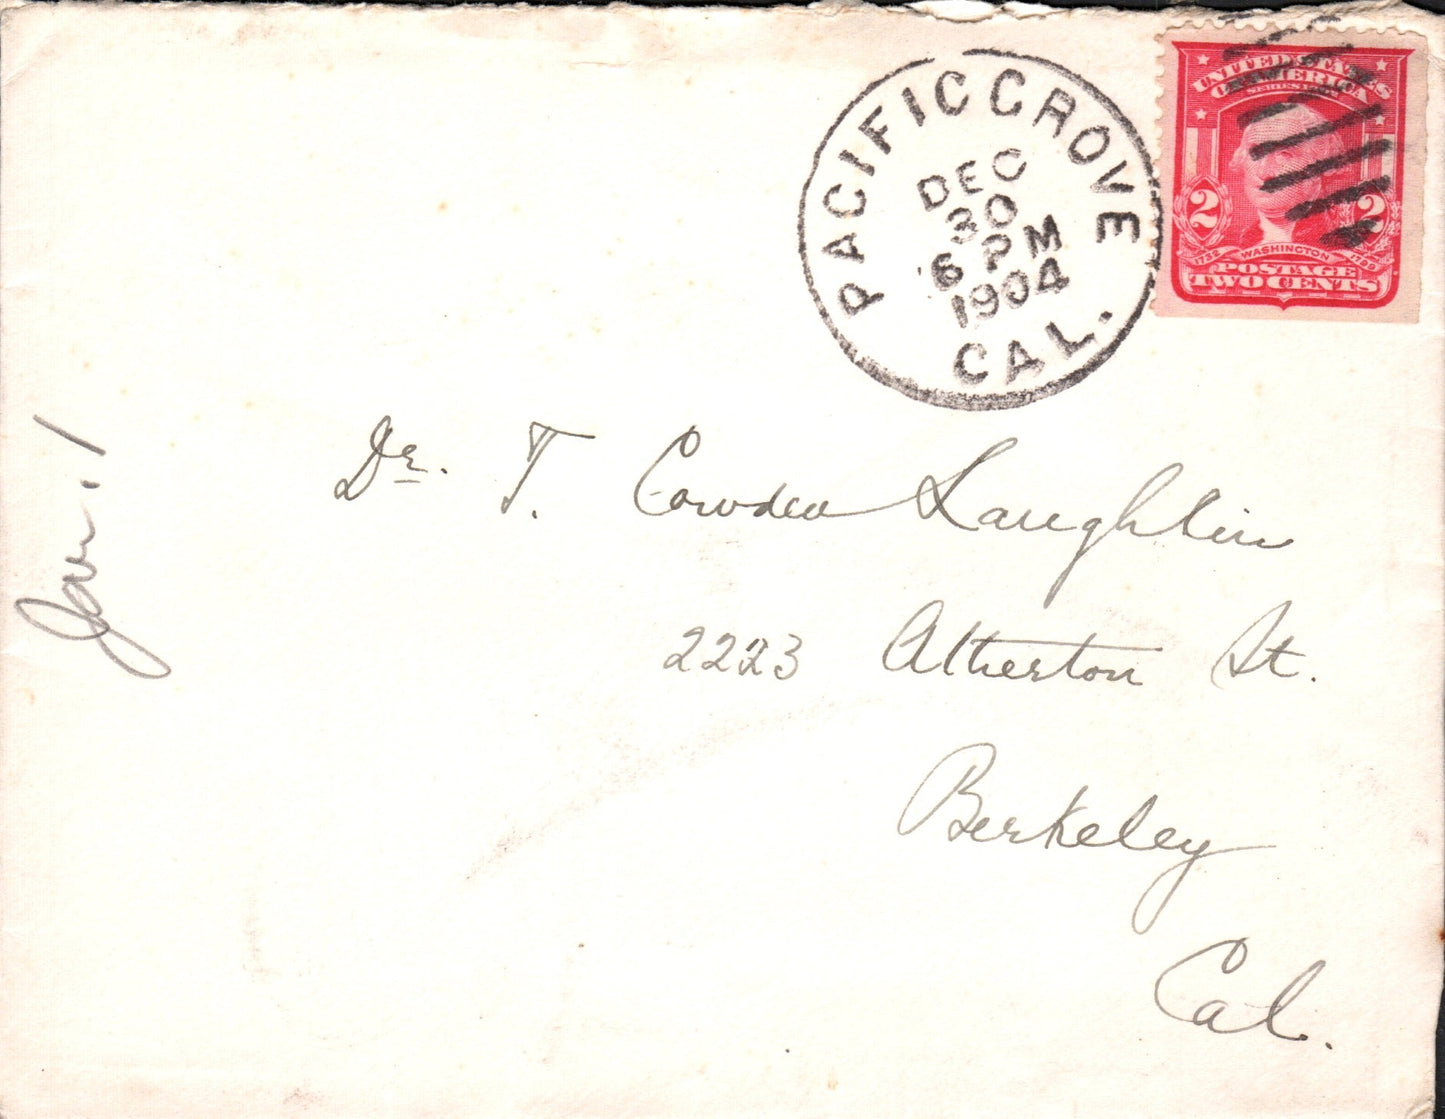 PACIFIC GROVE
DEC
30
6 PM
1904
CAL.
UNITED STATES
OF AMERICA
SERIES 1902
2 2
1732 WASHINGTON 1799
POSTAGE
TWO CENTS
Dr. T. Cowden Laughlin
2223 Atherton St.
Berkeley
Cal.
Jan. 1